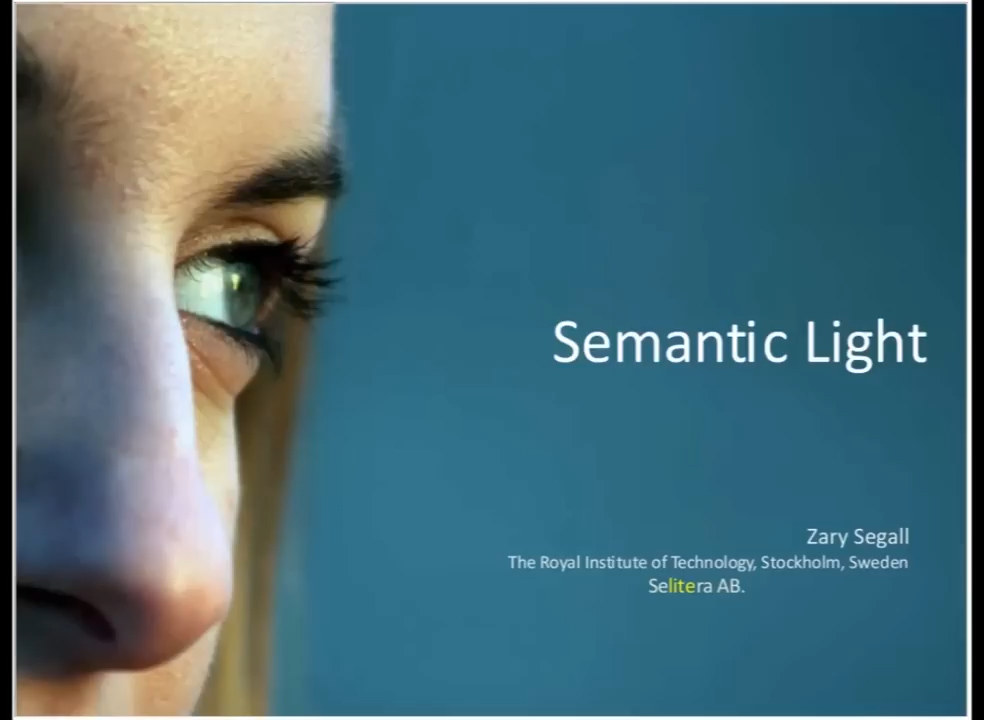 Semantic Light
Zary Segall
The Royal Institute of Technology, Stockholm, Sweden
Selitera AB.